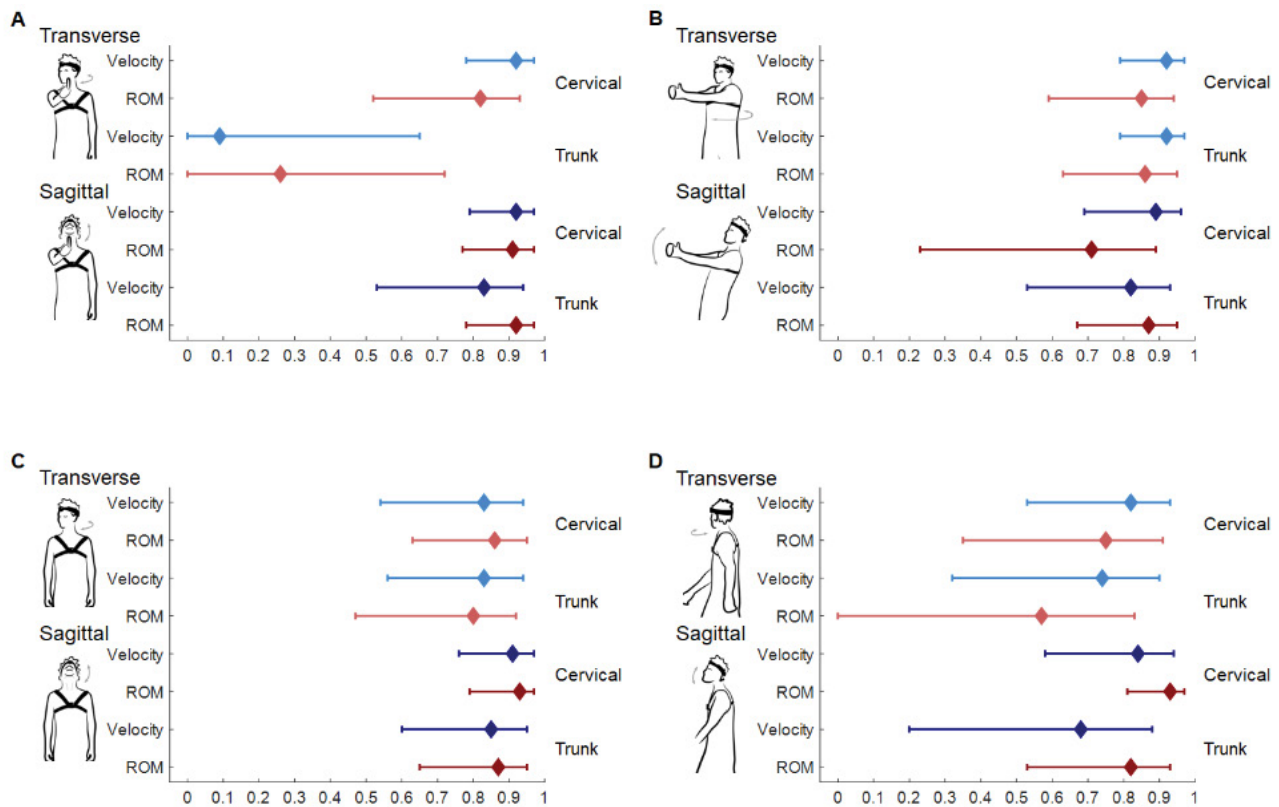 A
Transverse
Velocity
Cervical
ROM
Velocity
Trunk
ROM
Sagittal
Velocity
Cervical
ROM
Velocity
Trunk
ROM
0 0.1 0.2 0.3 0.4 0.5 0.6 0.7 0.8 0.9 1
B
Transverse
Velocity
Cervical
ROM
Velocity
Trunk
ROM
Sagittal
Velocity
Cervical
ROM
Velocity
Trunk
ROM
0 0.1 0.2 0.3 0.4 0.5 0.6 0.7 0.8 0.9 1
C
Transverse
Velocity
Cervical
ROM
Velocity
Trunk
ROM
Sagittal
Velocity
Cervical
ROM
Velocity
Trunk
ROM
0 0.1 0.2 0.3 0.4 0.5 0.6 0.7 0.8 0.9 1
D
Transverse
Velocity
Cervical
ROM
Velocity
Trunk
ROM
Sagittal
Velocity
Cervical
ROM
Velocity
Trunk
ROM
0 0.1 0.2 0.3 0.4 0.5 0.6 0.7 0.8 0.9 1